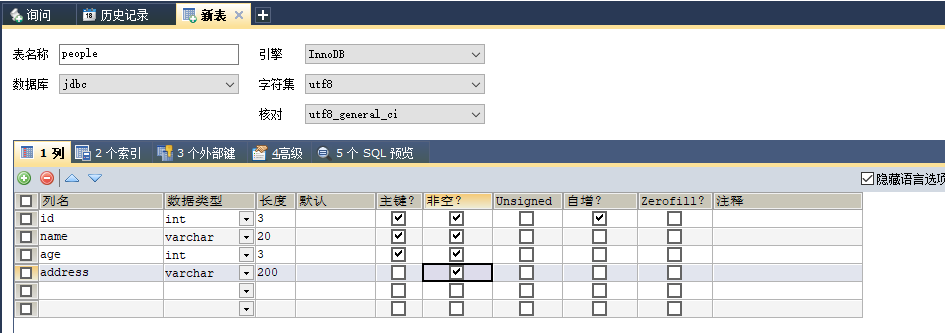 询问 历史记录 新表
表名称 people 引擎 InnoDB
数据库 jdbc 字符集 utf8
核对 utf8_general_ci
1 列 2 个索引 3 个外部键 4高级 5 个 SQL 预览
隐藏语言选项
列名 数据类型 长度 默认 主键? 非空? Unsigned 自增? Zerofill? 注释
id int 3
name varchar 20
age int 3
address varchar 200